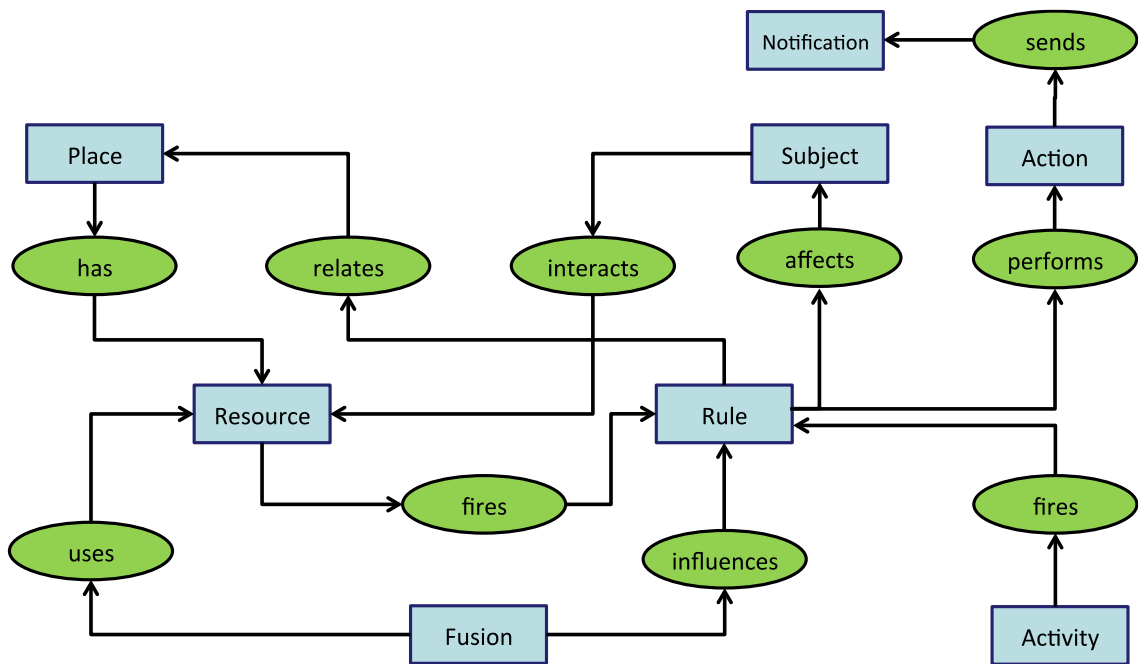 Notification
sends
Place
Subject
Action
has
relates
interacts
affects
performs
Resource
Rule
fires
fires
uses
influences
Fusion
Activity